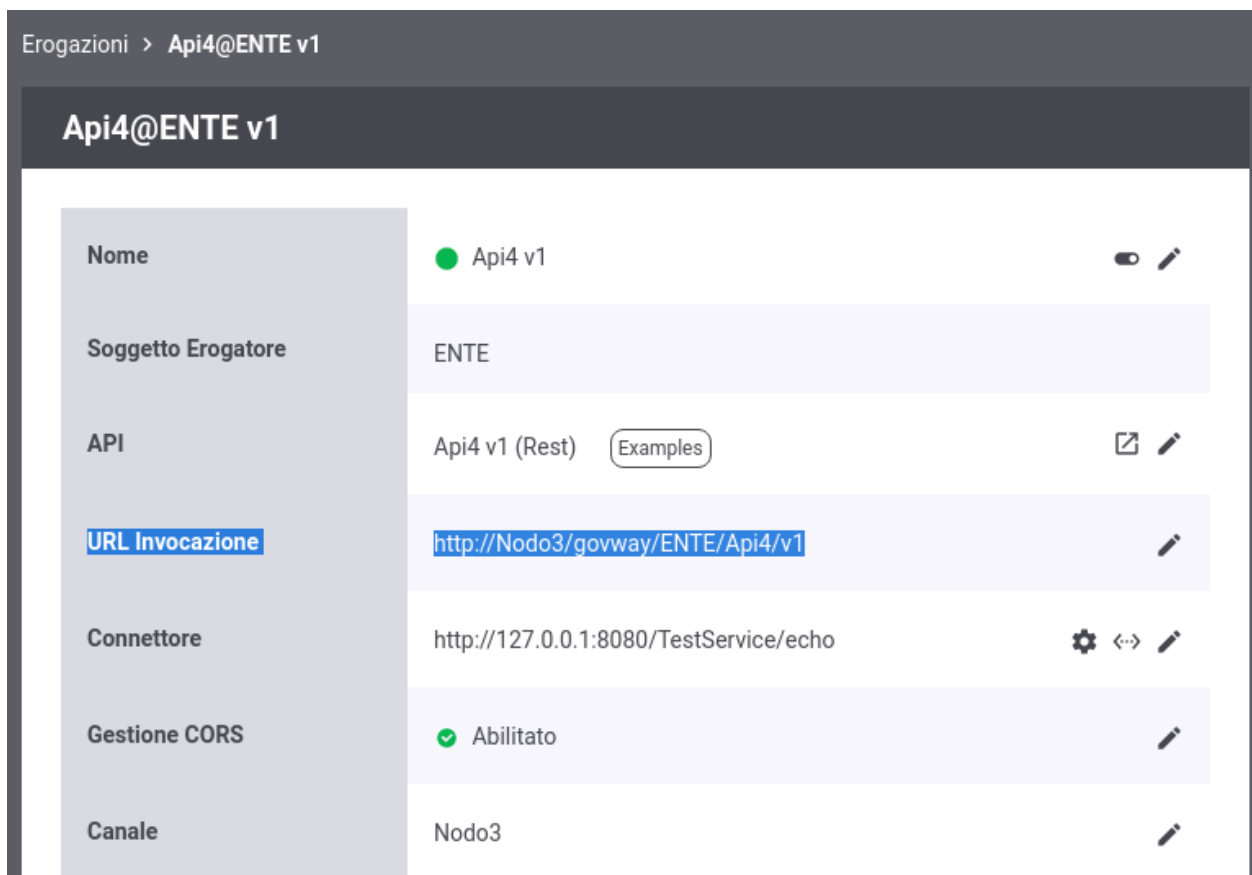 Erogazioni > Api4@ENTE v1
Api4@ENTE v1
Nome Api4 v1
Soggetto Erogatore ENTE
API Api4 v1 (Rest) Examples
URL Invocazione http://Nodo3/govway/ENTE/Api4/v1
Connettore http://127.0.0.1:8080/TestService/echo
Gestione CORS Abilitato
Canale Nodo3